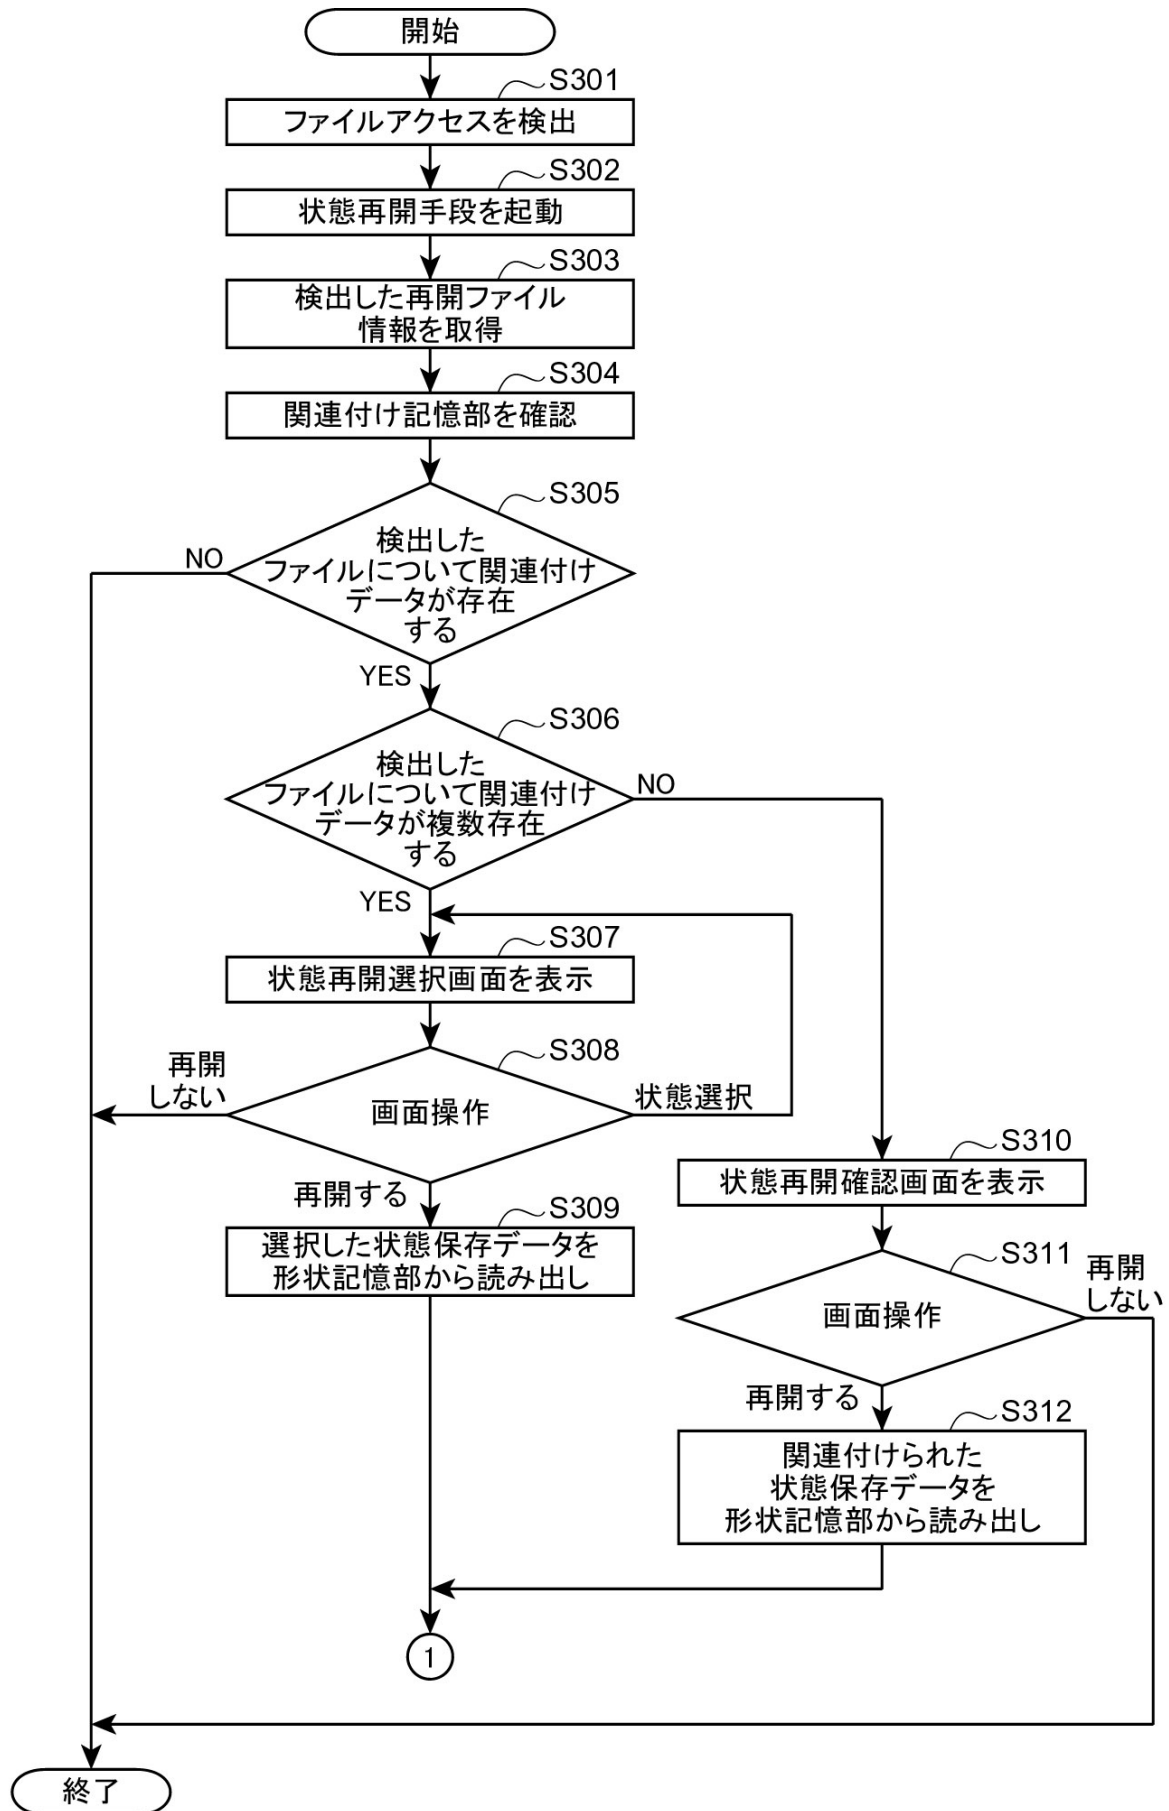 開始
S301
ファイルアクセスを検出
S302
状態再開手段を起動
S303
検出した再開ファイル
情報を取得
S304
関連付け記憶部を確認
S305
検出した
ファイルについて関連付け
データが存在
する
NO
YES
S306
検出した
ファイルについて関連付け
データが複数存在
する
NO
YES
S307
状態再開選択画面を表示
S308
画面操作
再開
しない
状態選択
再開する
S309
選択した状態保存データを
形状記憶部から読み出し
S310
状態再開確認画面を表示
S311
画面操作
再開
しない
再開する
S312
関連付けられた
状態保存データを
形状記憶部から読み出し
1
終了